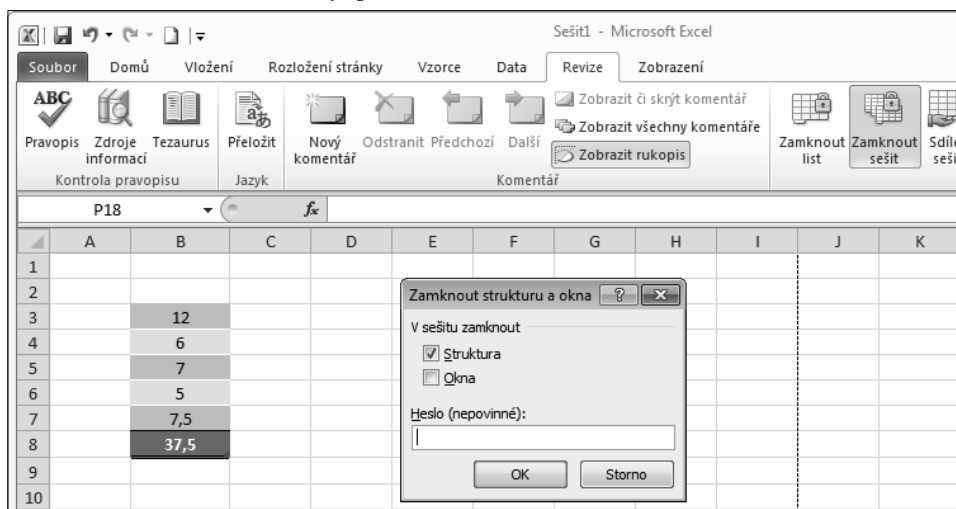 Sešit1 - Microsoft Excel
Soubor Domů Vložení Rozložení stránky Vzorce Data Revize Zobrazení
ABC
Pravopis Zdroje informací Tezaurus Přeložit Nový komentář Odstranit Předchozí Další
Zobrazit či skrýt komentář
Zobrazit všechny komentáře
Zobrazit rukopis
Zamknout list Zamknout sešit
Kontrola pravopisu Jazyk Komentář
P18 fx
A B C D E F G H I J K
1
2
3 12
4 6
5 7
6 5
7 7,5
8 37,5
9
10
Zamknout strukturu a okna
V sešitu zamknout
Struktura
Okna
Heslo (nepovinné):
OK Storno